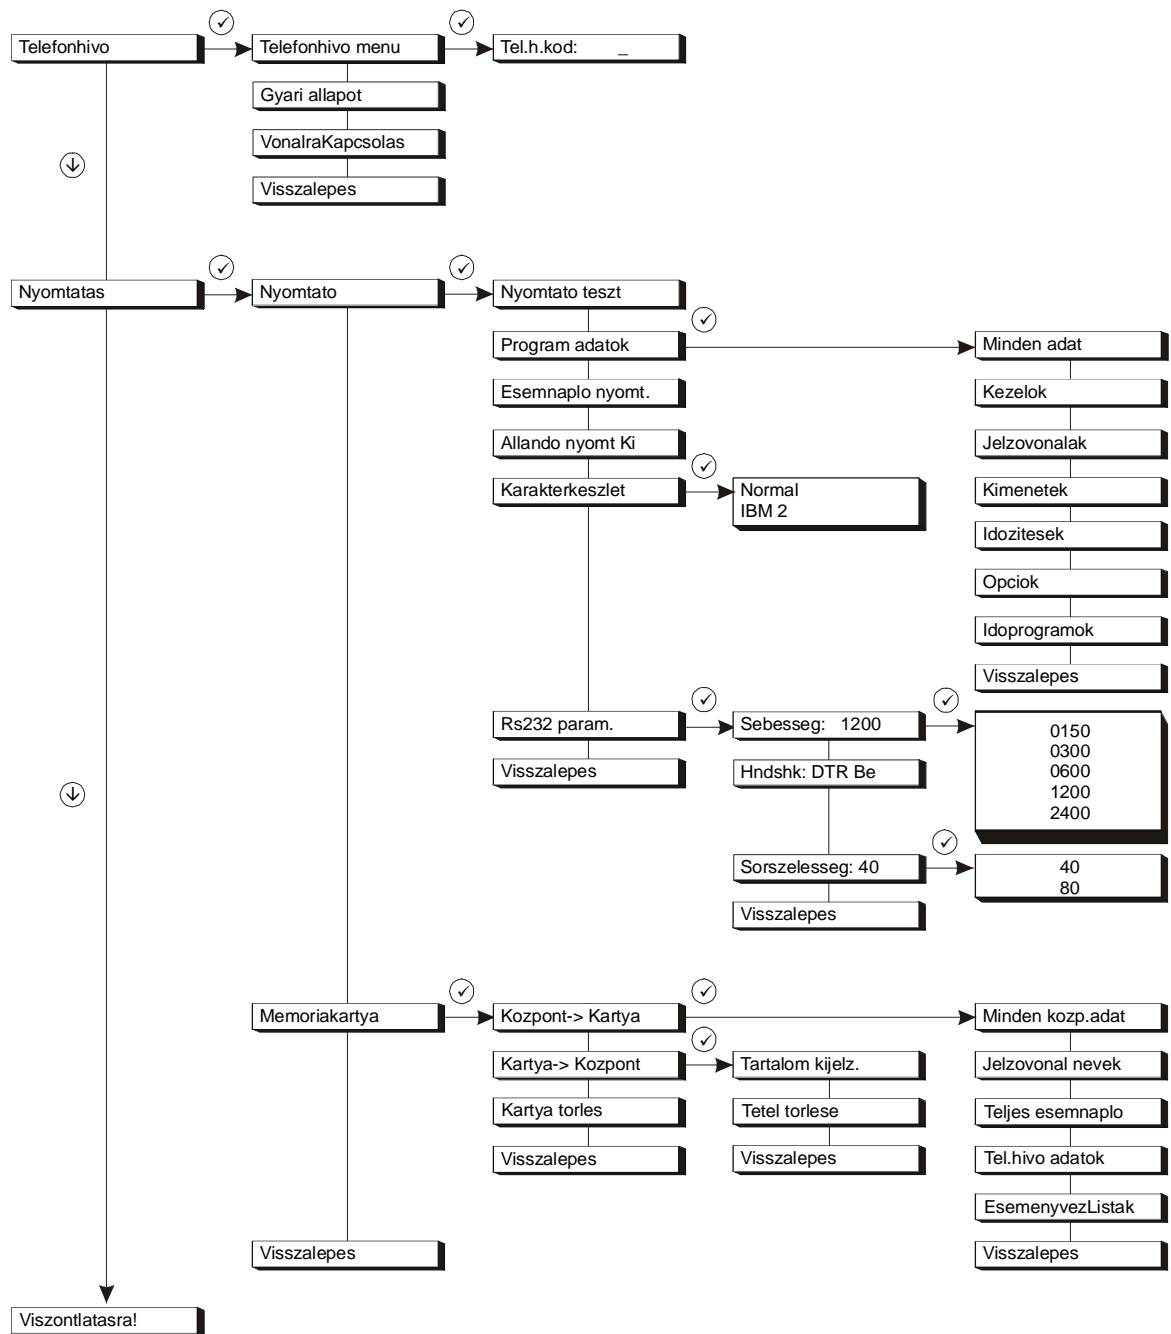 Telefonhivo
Telefonhivo menu
Tel.h.kod: _
Gyari allapot
VonalraKapcsolas
Visszalepes
Nyomtatas
Nyomtato
Nyomtato teszt
Program adatok
Minden adat
Esemnaplo nyomt.
Kezelok
Allando nyomt Ki
Jelzovonalak
Karakterkeszlet
Normal
IBM 2
Kimenetek
Idozitesek
Opciok
Idoprogramok
Visszalepes
Rs232 param.
Sebesseg: 1200
0150
0300
0600
1200
2400
Visszalepes
Hndshk: DTR Be
Sorszelesseg: 40
40
80
Visszalepes
Memoriakartya
Kozpont-> Kartya
Minden kozp.adat
Kartya-> Kozpont
Tartalom kijelz.
Jelzovonal nevek
Kartya torles
Tetel torlese
Teljes esemnaplo
Visszalepes
Visszalepes
Tel.hivo adatok
EsemenyvezListak
Visszalepes
Visszalepes
Viszontlatasra!